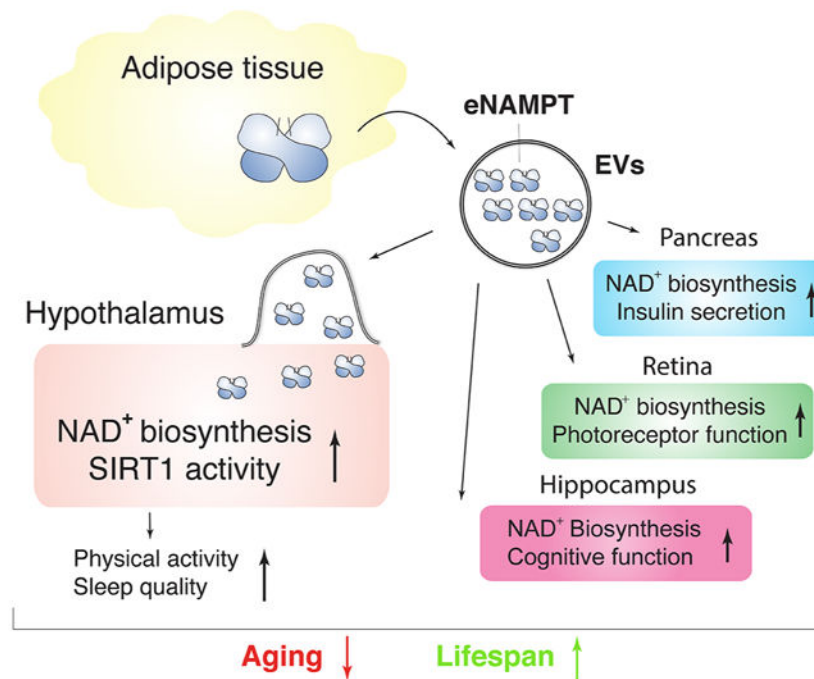 Adipose tissue
eNAMPT
EVs
Pancreas
NAD⁺ biosynthesis
Insulin secretion
Hypothalamus
NAD⁺ biosynthesis
SIRT1 activity
Retina
NAD⁺ biosynthesis
Photoreceptor function
Hippocampus
NAD⁺ Biosynthesis
Cognitive function
Physical activity
Sleep quality
Aging
Lifespan